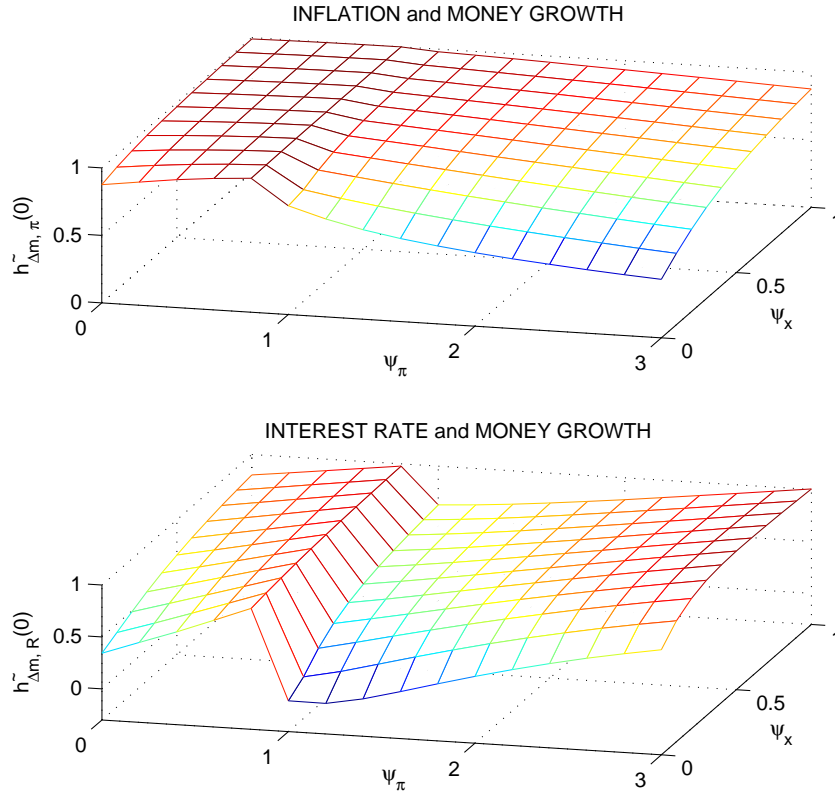 INFLATION and MONEY GROWTH
1
0.5
0
h~Δm, π(0)
0
1
2
3
ψπ
0
0.5
1
ψx
INTEREST RATE and MONEY GROWTH
1
0.5
0
h~Δm, R(0)
0
1
2
3
ψπ
0
0.5
1
ψx